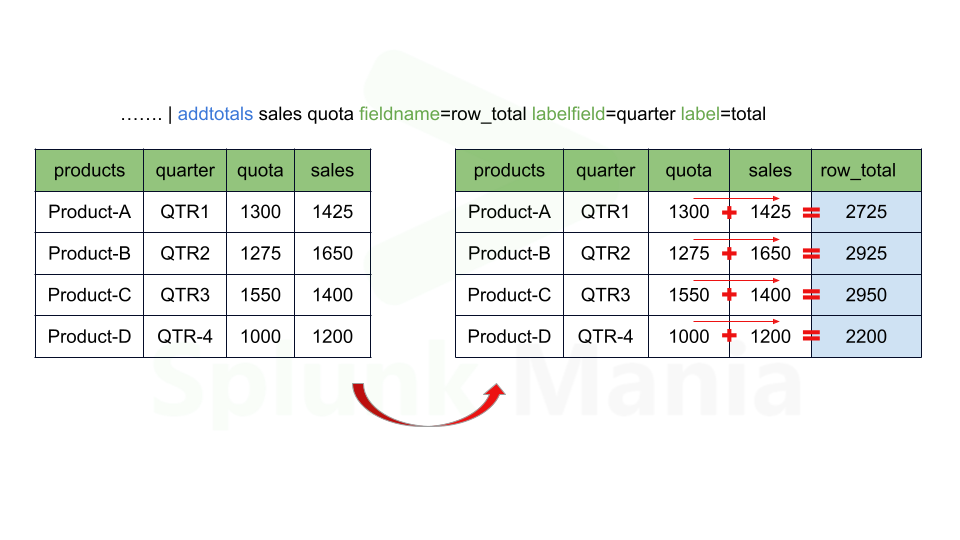 ……. | addtotals sales quota fieldname=row_total labelfield=quarter label=total
products quarter quota sales
Product-A QTR1 1300 1425
Product-B QTR2 1275 1650
Product-C QTR3 1550 1400
Product-D QTR-4 1000 1200
products quarter quota sales row_total
Product-A QTR1 1300 + 1425 = 2725
Product-B QTR2 1275 + 1650 = 2925
Product-C QTR3 1550 + 1400 = 2950
Product-D QTR-4 1000 + 1200 = 2200
Splunk Mania